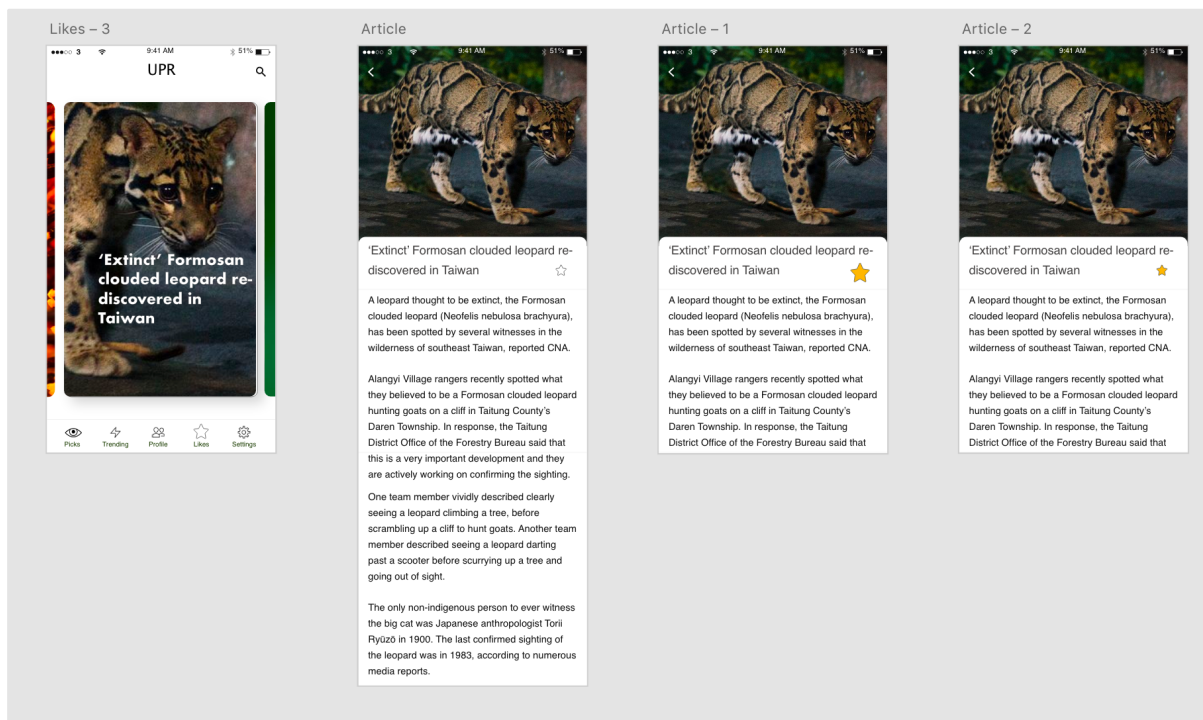 Likes – 3
●●●○○ 3 9:41 AM 51%
UPR
‘Extinct’ Formosan
clouded leopard re-
discovered in
Taiwan
Picks Trending Profile Likes Settings
Article
●●●○○ 3 9:41 AM 51%
‘Extinct’ Formosan clouded leopard re-
discovered in Taiwan
A leopard thought to be extinct, the Formosan
clouded leopard (Neofelis nebulosa brachyura),
has been spotted by several witnesses in the
wilderness of southeast Taiwan, reported CNA.
Alangyi Village rangers recently spotted what
they believed to be a Formosan clouded leopard
hunting goats on a cliff in Taitung County’s
Daren Township. In response, the Taitung
District Office of the Forestry Bureau said that
this is a very important development and they
are actively working on confirming the sighting.
One team member vividly described clearly
seeing a leopard climbing a tree, before
scrambling up a cliff to hunt goats. Another team
member described seeing a leopard darting
past a scooter before scurrying up a tree and
going out of sight.
The only non-indigenous person to ever witness
the big cat was Japanese anthropologist Torii
Ryūzō in 1900. The last confirmed sighting of
the leopard was in 1983, according to numerous
media reports.
Article – 1
●●●○○ 3 9:41 AM 51%
‘Extinct’ Formosan clouded leopard re-
discovered in Taiwan
A leopard thought to be extinct, the Formosan
clouded leopard (Neofelis nebulosa brachyura),
has been spotted by several witnesses in the
wilderness of southeast Taiwan, reported CNA.
Alangyi Village rangers recently spotted what
they believed to be a Formosan clouded leopard
hunting goats on a cliff in Taitung County’s
Daren Township. In response, the Taitung
District Office of the Forestry Bureau said that
Article – 2
●●●○○ 3 9:41 AM 51%
‘Extinct’ Formosan clouded leopard re-
discovered in Taiwan
A leopard thought to be extinct, the Formosan
clouded leopard (Neofelis nebulosa brachyura),
has been spotted by several witnesses in the
wilderness of southeast Taiwan, reported CNA.
Alangyi Village rangers recently spotted what
they believed to be a Formosan clouded leopard
hunting goats on a cliff in Taitung County’s
Daren Township. In response, the Taitung
District Office of the Forestry Bureau said that